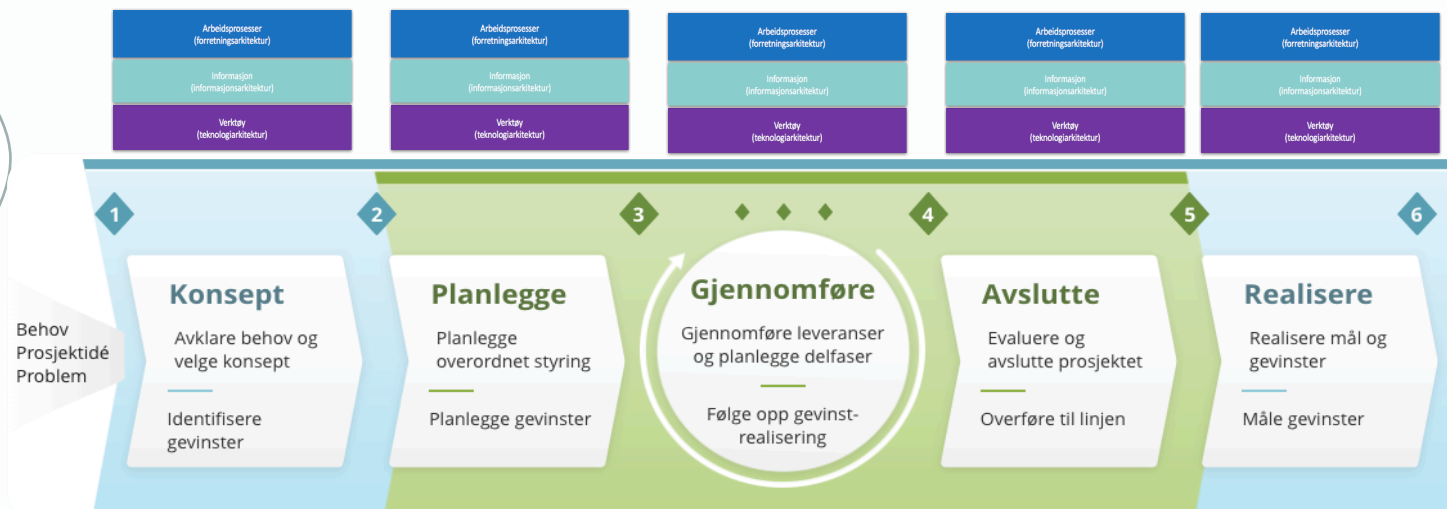 Arbeidsprosesser
(forretningsarkitektur)
Informasjon
(informasjonsarkitektur)
Verktøy
(teknologiarkitektur)
Arbeidsprosesser
(forretningsarkitektur)
Informasjon
(informasjonsarkitektur)
Verktøy
(teknologiarkitektur)
Arbeidsprosesser
(forretningsarkitektur)
Informasjon
(informasjonsarkitektur)
Verktøy
(teknologiarkitektur)
Arbeidsprosesser
(forretningsarkitektur)
Informasjon
(informasjonsarkitektur)
Verktøy
(teknologiarkitektur)
Arbeidsprosesser
(forretningsarkitektur)
Informasjon
(informasjonsarkitektur)
Verktøy
(teknologiarkitektur)
1
2
3
4
5
6
Behov
Prosjektidé
Problem
Konsept
Avklare behov og
velge konsept
Identifisere
gevinster
Planlegge
Planlegge
overordnet styring
Planlegge gevinster
Gjennomføre
Gjennomføre leveranser
og planlegge delfaser
Følge opp gevinst-
realisering
Avslutte
Evaluere og
avslutte prosjektet
Overføre til linjen
Realisere
Realisere mål og
gevinster
Måle gevinster